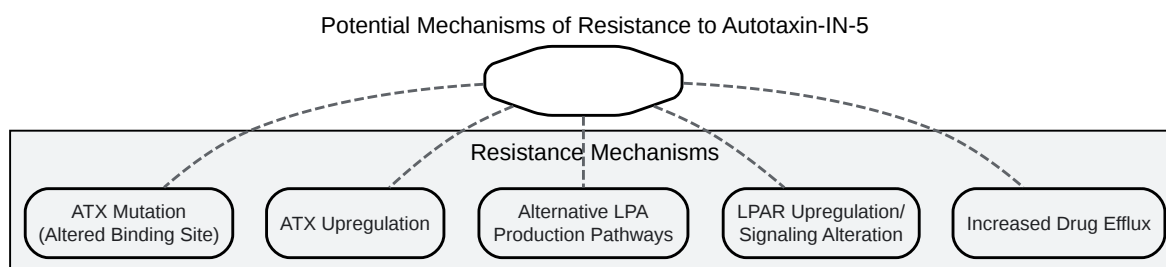 Potential Mechanisms of Resistance to Autotaxin-IN-5
Resistance Mechanisms
ATX Mutation
(Altered Binding Site)
ATX Upregulation
Alternative LPA
Production Pathways
LPAR Upregulation/
Signaling Alteration
Increased Drug Efflux